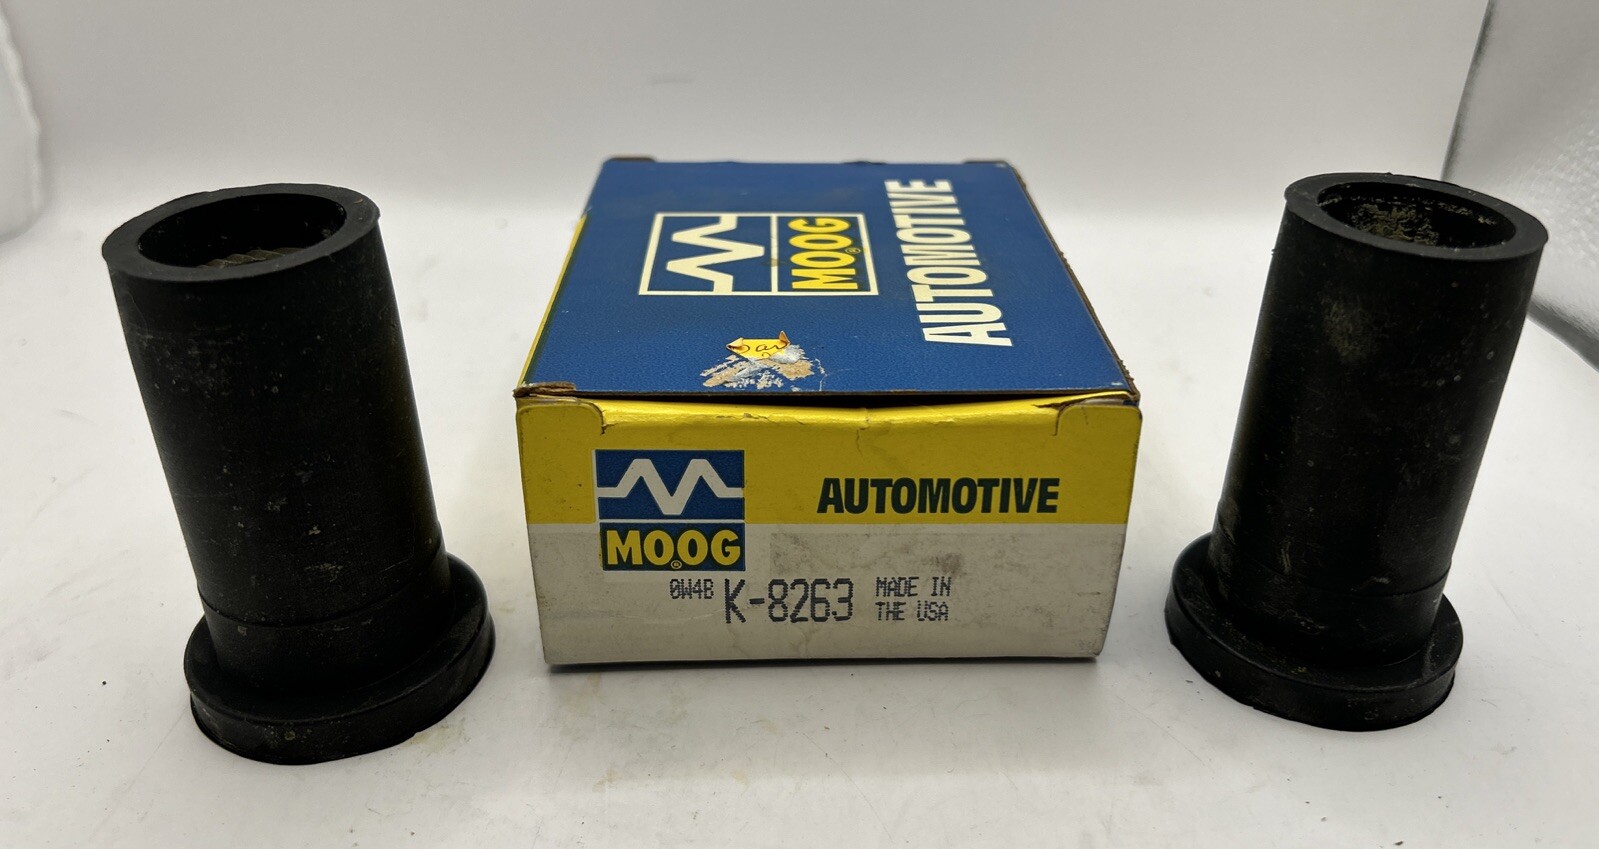 MOOG®
AUTOMOTIVE
AUTOMOTIVE
MOOG®
0W4B K-8263 MADE IN
THE USA